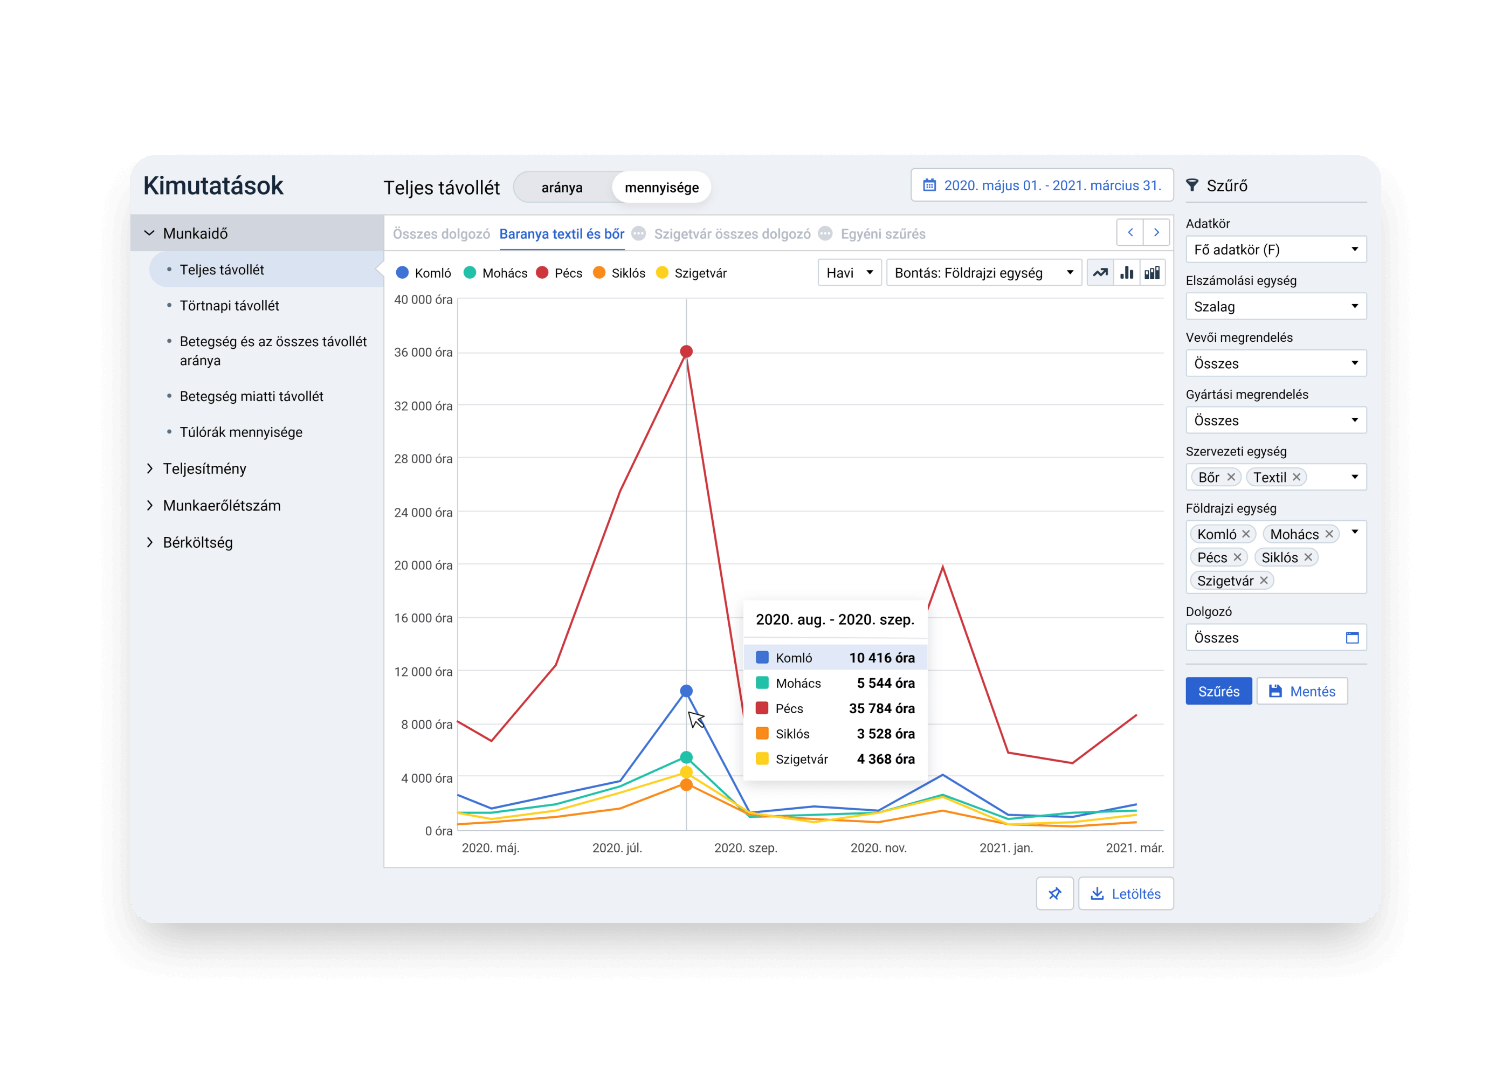 Kimutatások
Munkaidő
Teljes távollét
Törtnapi távollét
Betegség és az összes távollét
aránya
Betegség miatti távollét
Túlórák mennyisége
Teljesítmény
Munkaerőlétszám
Bérköltség
Teljes távollét aránya mennyisége 2020. május 01. - 2021. március 31.
Összes dolgozó Baranya textil és bőr Szigetvár összes dolgozó Egyéni szűrés
Komló Mohács Pécs Siklós Szigetvár Havi Bontás: Földrajzi egység
40 000 óra
36 000 óra
32 000 óra
28 000 óra
24 000 óra
20 000 óra
16 000 óra
12 000 óra
8 000 óra
4 000 óra
0 óra
2020. aug. - 2020. szep.
Komló 10 416 óra
Mohács 5 544 óra
Pécs 35 784 óra
Siklós 3 528 óra
Szigetvár 4 368 óra
2020. máj. 2020. júl. 2020. szep. 2020. nov. 2021. jan. 2021. már.
Letöltés
Szűrő
Adatkör
Fő adatkör (F)
Elszámolási egység
Szalag
Vevői megrendelés
Összes
Gyártási megrendelés
Összes
Szervezeti egység
Bőr Textil
Földrajzi egység
Komló Mohács
Pécs Siklós
Szigetvár
Dolgozó
Összes
Szűrés Mentés